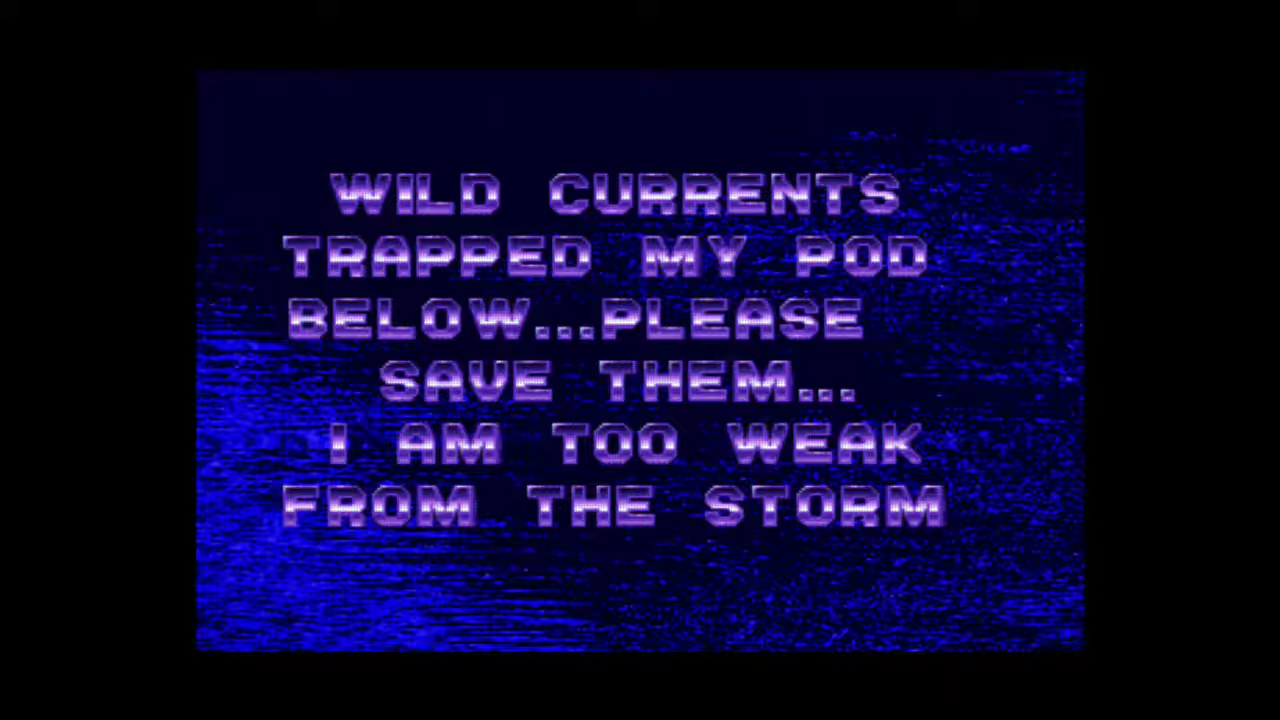 WILD CURRENTS
TRAPPED MY POD
BELOW...PLEASE
SAVE THEM...
I AM TOO WEAK
FROM THE STORM